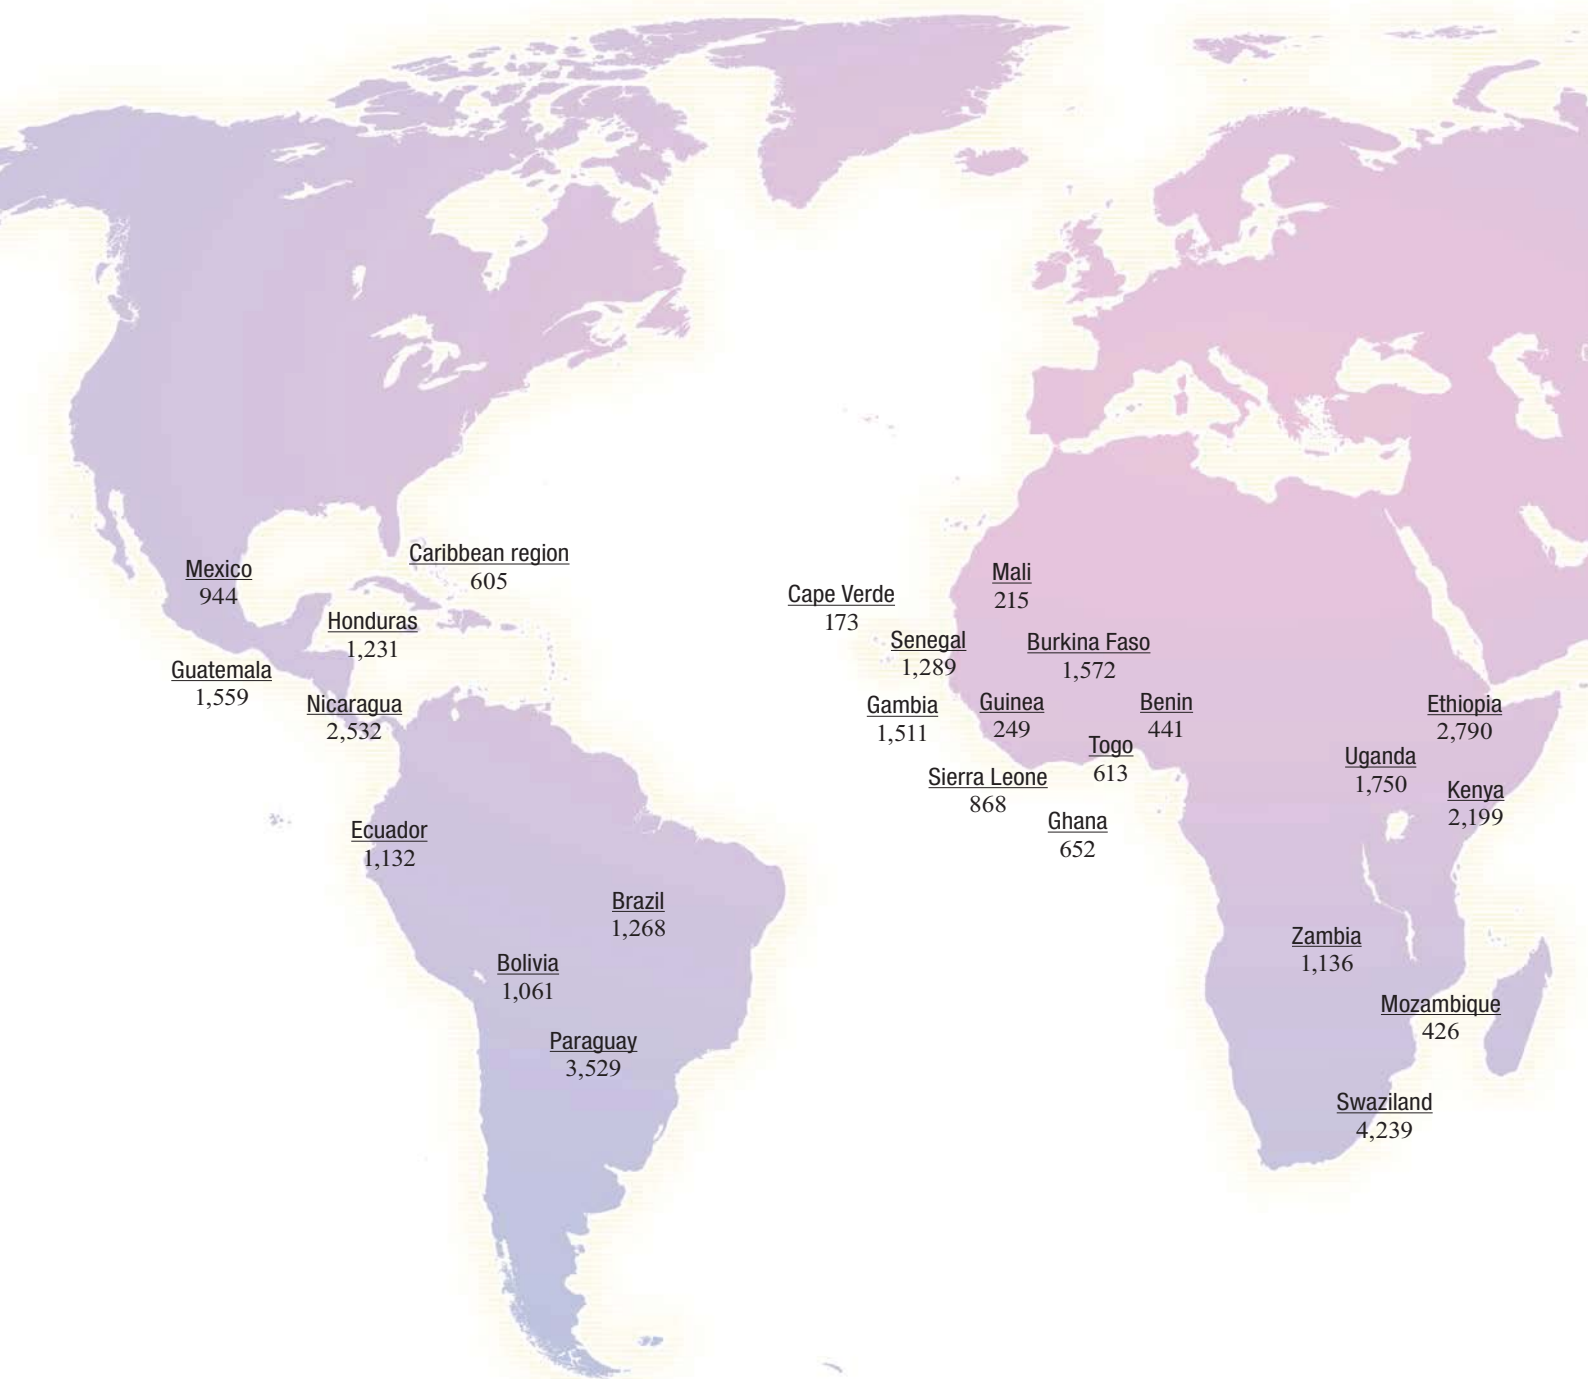 Mexico
944
Caribbean region
605
Honduras
1,231
Guatemala
1,559
Nicaragua
2,532
Ecuador
1,132
Brazil
1,268
Bolivia
1,061
Paraguay
3,529
Cape Verde
173
Mali
215
Senegal
1,289
Burkina Faso
1,572
Gambia
1,511
Guinea
249
Benin
441
Togo
613
Sierra Leone
868
Ghana
652
Ethiopia
2,790
Uganda
1,750
Kenya
2,199
Zambia
1,136
Mozambique
426
Swaziland
4,239